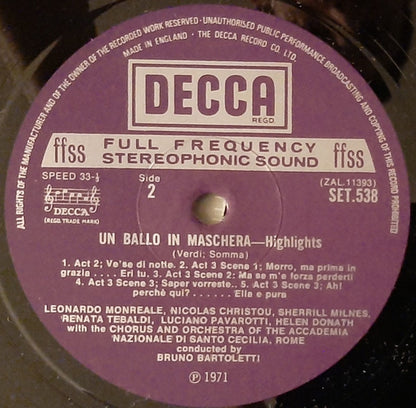 ALL RIGHTS OF THE MANUFACTURER AND OF THE OWNER OF THE RECORDED WORK RESERVED · UNAUTHORISED PUBLIC PERFORMANCE BROADCASTING AND COPYING OF THIS RECORD PROHIBITED
MADE IN ENGLAND · THE DECCA RECORD CO. LTD.
DECCA
REGD
ffss FULL FREQUENCY ffss
STEREOPHONIC SOUND
SPEED 33-⅓ Side (ZAL.11393)
2 SET.538
DECCA
(REGD. TRADE MARK)
UN BALLO IN MASCHERA—Highlights
(Verdi; Somma)
1. Act 2; Ve'se di notte. 2. Act 3 Scene 1; Morro, ma prima in
grazia .... Eri tu. 3. Act 3 Scene 2: Ma se m'e forza perderti
4. Act 3 Scene 3; Saper vorreste.. 5. Act 3 Scene 3; Ah!
perchè qui? ...... Ella e pura
LEONARDO MONREALE, NICOLAS CHRISTOU, SHERRILL MILNES,
RENATA TEBALDI, LUCIANO PAVAROTTI, HELEN DONATH
with the CHORUS AND ORCHESTRA OF THE ACCADEMIA
NAZIONALE DI SANTO CECILIA, ROME
conducted by
BRUNO BARTOLETTI
℗ 1971